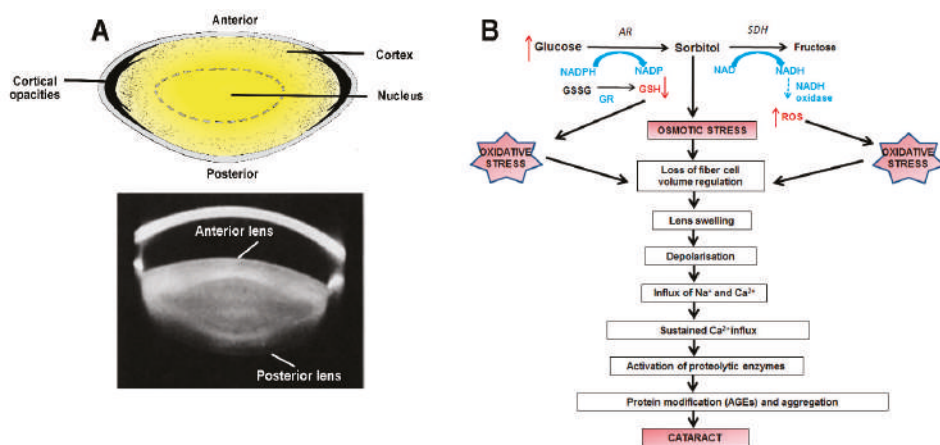 A
Anterior
Cortex
Cortical
opacities
Nucleus
Posterior
Anterior lens
Posterior lens
B
AR
SDH
Glucose
Sorbitol
Fructose
NADPH
NADP
NAD
NADH
GSSG
GSH
GR
NADH
oxidase
ROS
OSMOTIC STRESS
OXIDATIVE
STRESS
OXIDATIVE
STRESS
Loss of fiber cell
volume regulation
Lens swelling
Depolarisation
Influx of Na⁺ and Ca²⁺
Sustained Ca²⁺influx
Activation of proteolytic enzymes
Protein modification (AGEs) and aggregation
CATARACT